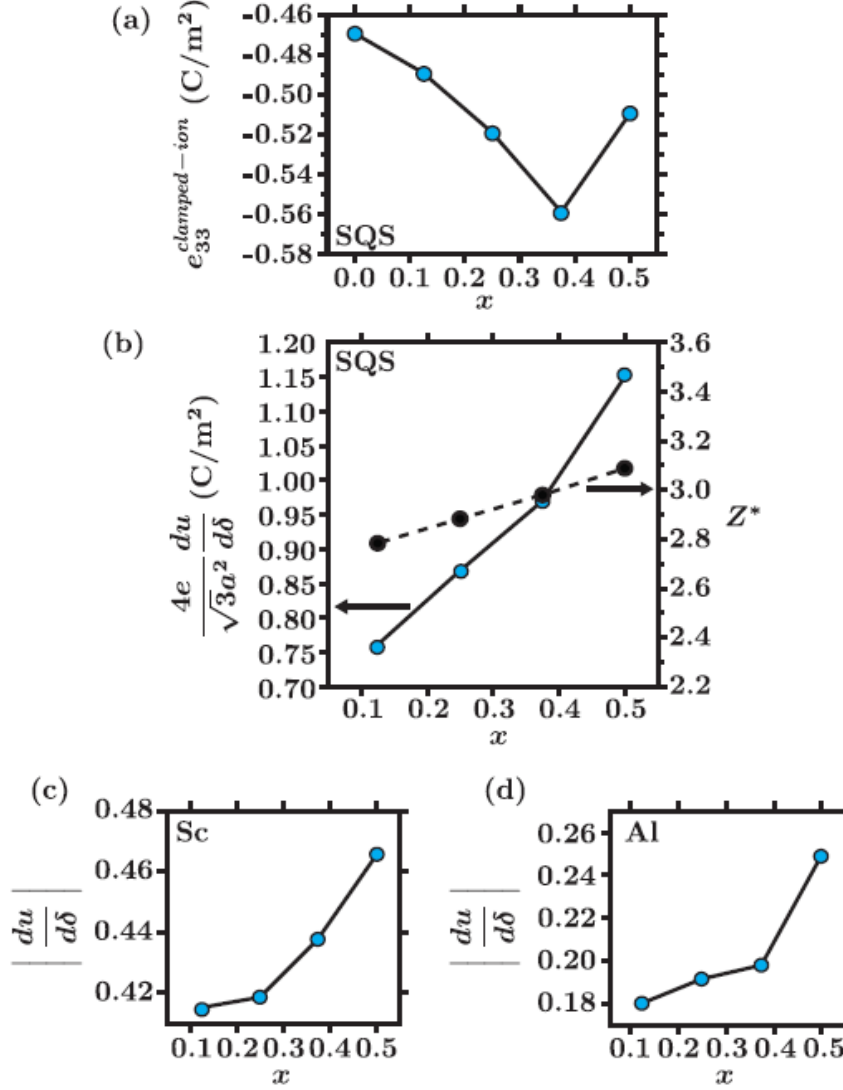 (a)
e_{33}^{clamped-ion} (C/m²)
-0.46
-0.48
-0.50
-0.52
-0.54
-0.56
-0.58
SQS
0.0 0.1 0.2 0.3 0.4 0.5
x
(b)
4e/√3a² du/dδ (C/m²)
1.20
1.15
1.10
1.05
1.00
0.95
0.90
0.85
0.80
0.75
0.70
SQS
3.6
3.4
3.2
3.0
2.8
2.6
2.4
2.2
Z*
0.1 0.2 0.3 0.4 0.5
x
(c)
|du/dδ|
0.48
0.46
0.44
0.42
Sc
0.1 0.2 0.3 0.4 0.5
x
(d)
|du/dδ|
0.26
0.24
0.22
0.20
0.18
Al
0.1 0.2 0.3 0.4 0.5
x